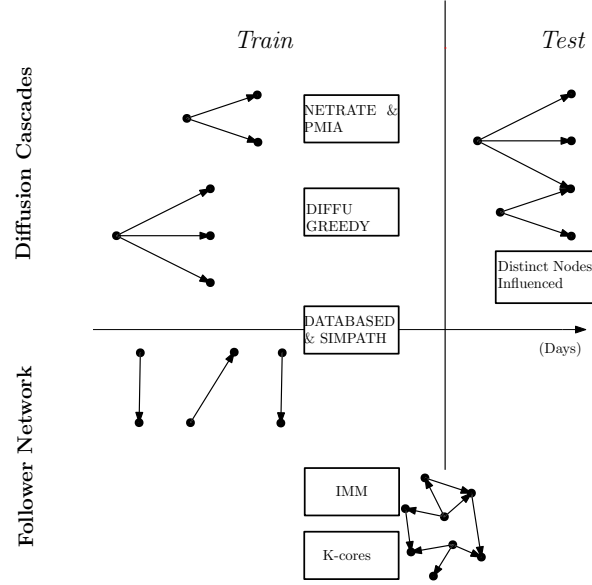 Train
Test
Diffusion Cascades
NETRATE &
PMIA
DIFFU
GREEDY
Distinct Nodes
Influenced
DATABASED
& SIMPATH
(Days)
Follower Network
IMM
K-cores